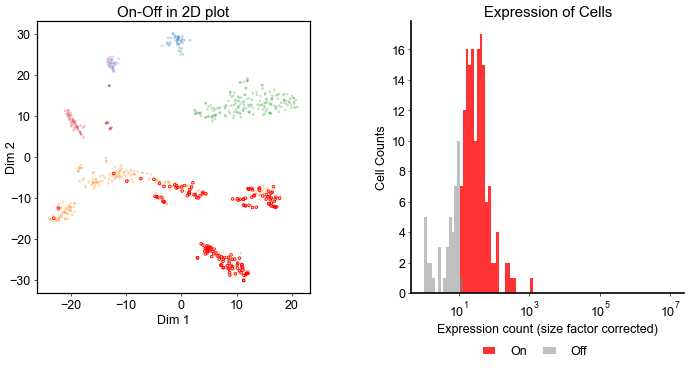 On-Off in 2D plot
30
20
10
0
−10
−20
−30
Dim 2
−20 −10 0 10 20
Dim 1
Expression of Cells
16
14
12
10
8
6
4
2
0
Cell Counts
10^1 10^3 10^5 10^7
Expression count (size factor corrected)
On Off